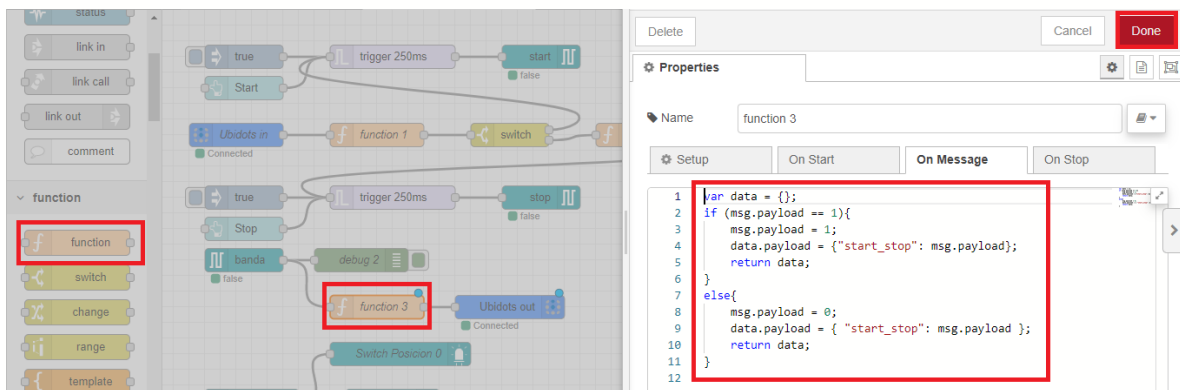 status
link in
link call
link out
comment
function
function
switch
change
range
template
true
trigger 250ms
start
false
Start
Ubidots in
function 1
switch
Connected
true
trigger 250ms
stop
false
Stop
banda
debug 2
false
function 3
Ubidots out
Connected
Switch Posicion 0
Delete
Cancel
Done
Properties
Name
function 3
Setup
On Start
On Message
On Stop
1 var data = {};
2 if (msg.payload == 1){
3 msg.payload = 1;
4 data.payload = {"start_stop": msg.payload};
5 return data;
6 }
7 else{
8 msg.payload = 0;
9 data.payload = { "start_stop": msg.payload };
10 return data;
11 }
12